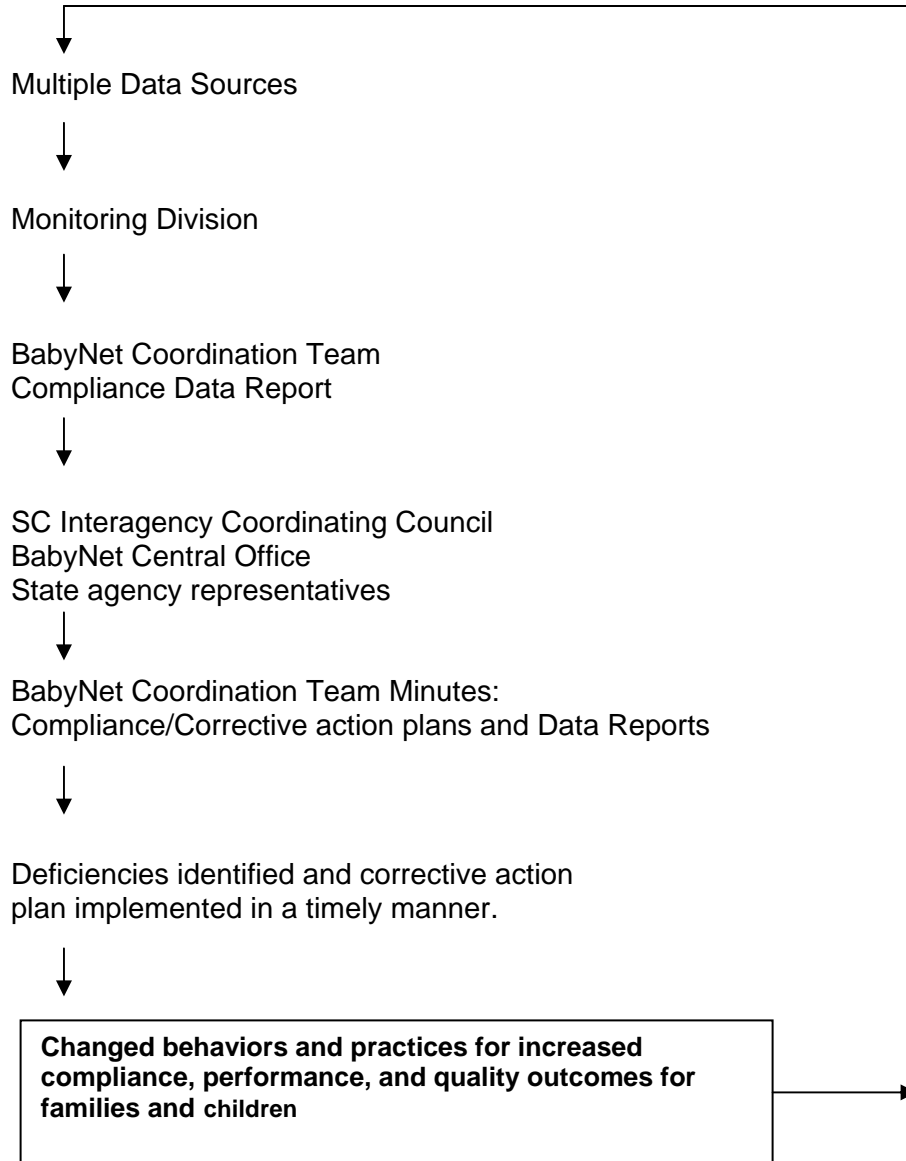 Multiple Data Sources
Monitoring Division
BabyNet Coordination Team
Compliance Data Report
SC Interagency Coordinating Council
BabyNet Central Office
State agency representatives
BabyNet Coordination Team Minutes:
Compliance/Corrective action plans and Data Reports
Deficiencies identified and corrective action
plan implemented in a timely manner.
Changed behaviors and practices for increased
compliance, performance, and quality outcomes for
families and children